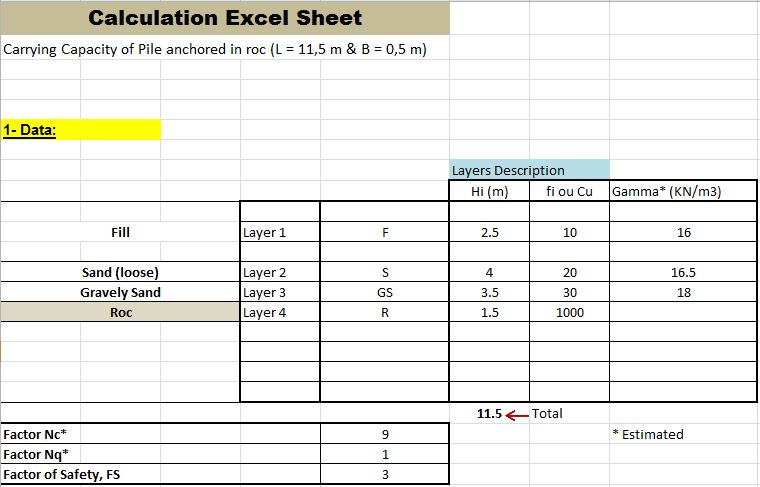 Calculation Excel Sheet
Carrying Capacity of Pile anchored in roc (L = 11,5 m & B = 0,5 m)
1- Data:
Layers Description
Hi (m) fi ou Cu Gamma* (KN/m3)
Fill Layer 1 F 2.5 10 16
Sand (loose) Layer 2 S 4 20 16.5
Gravely Sand Layer 3 GS 3.5 30 18
Roc Layer 4 R 1.5 1000
11.5 Total
Factor Nc* 9 * Estimated
Factor Nq* 1
Factor of Safety, FS 3